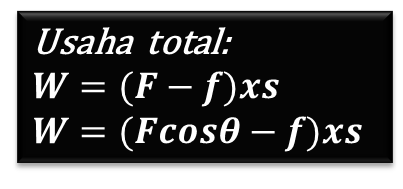 Usaha total:
W = (F − f)xs
W = (Fcosθ − f)xs